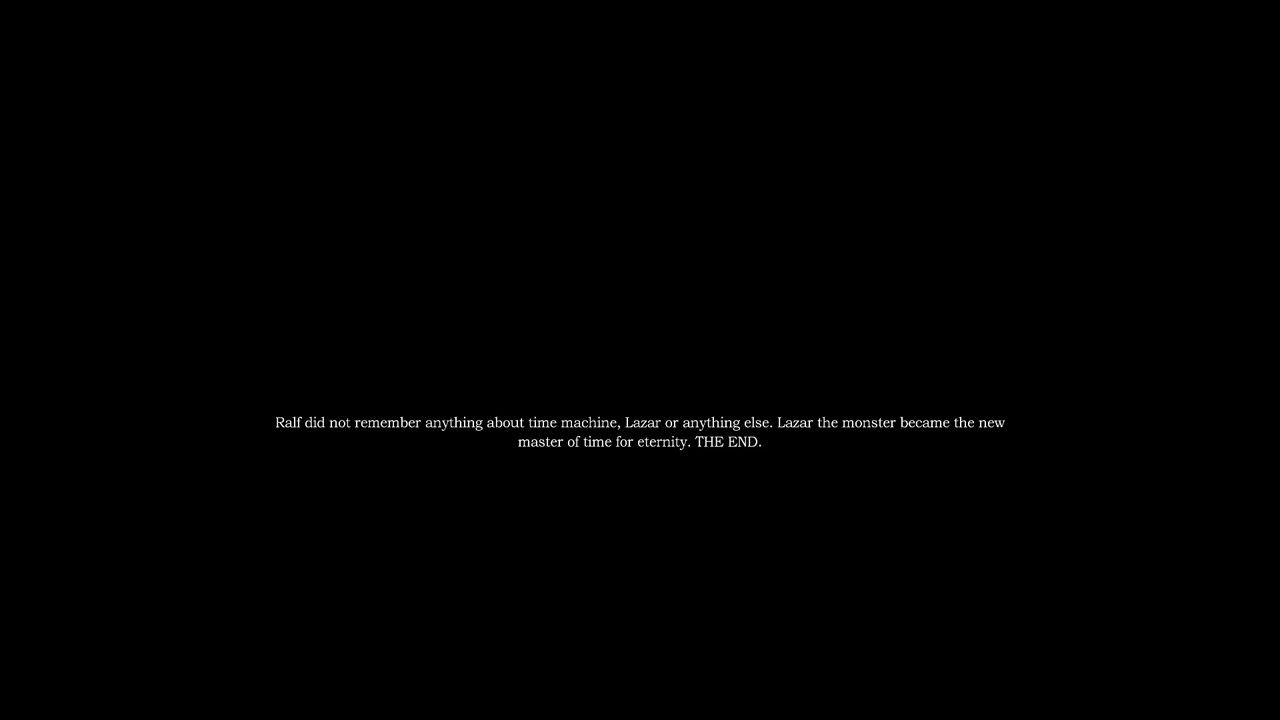 Ralf did not remember anything about time machine, Lazar or anything else. Lazar the monster became the new
master of time for eternity. THE END.